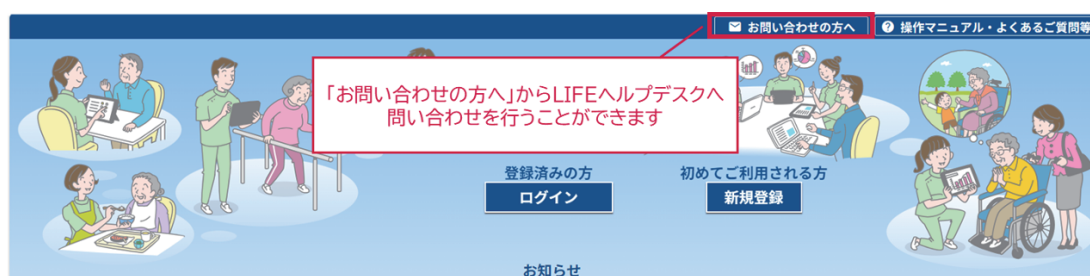 お問い合わせの方へ
操作マニュアル・よくあるご質問等
「お問い合わせの方へ」からLIFEヘルプデスクへ
問い合わせを行うことができます
登録済みの方
初めてご利用される方
ログイン
新規登録
お知らせ